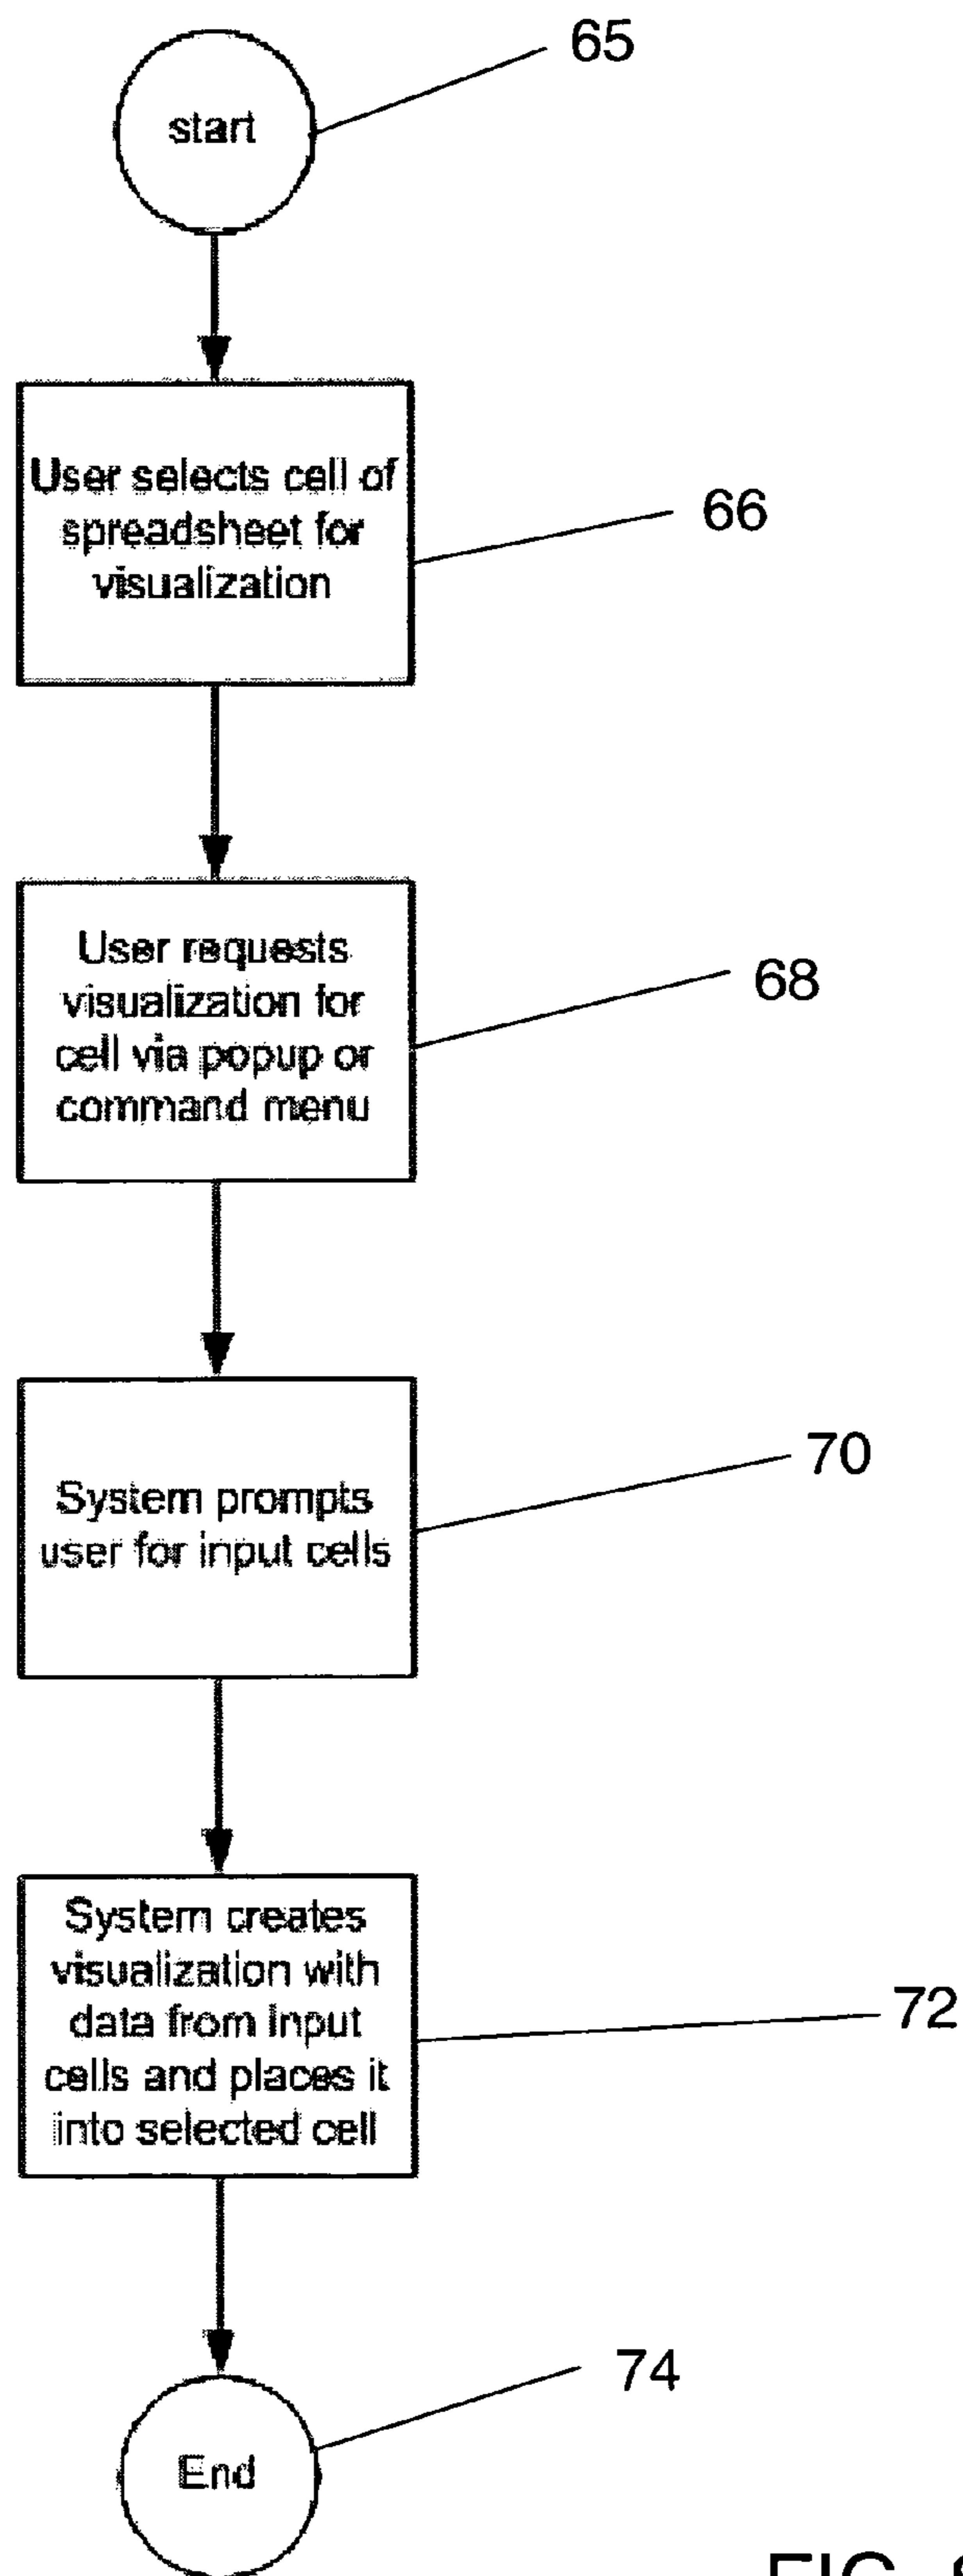 start
65
User selects cell of
spreadsheet for
visualization
66
User requests
visualization for
cell via popup or
command menu
68
System prompts
user for input cells
70
System creates
visualization with
data from input
cells and places it
into selected cell
72
End
74
FIG.